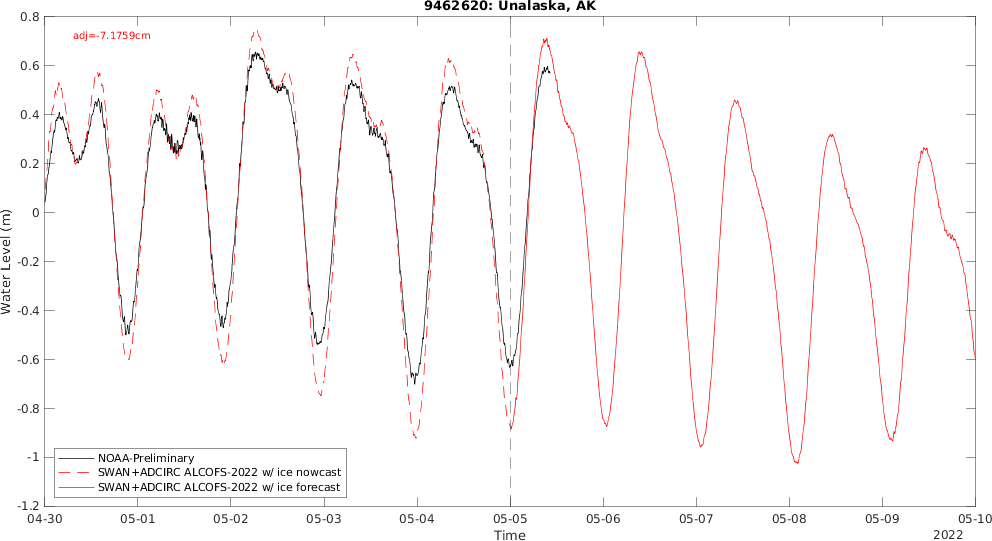 9462620: Unalaska, AK
adj=-7.1759cm
0.8
0.6
0.4
0.2
0
-0.2
-0.4
-0.6
-0.8
-1
-1.2
Water Level (m)
NOAA-Preliminary
SWAN+ADCIRC ALCOFS-2022 w/ ice nowcast
SWAN+ADCIRC ALCOFS-2022 w/ ice forecast
04-30 05-01 05-02 05-03 05-04 05-05 05-06 05-07 05-08 05-09 05-10
Time
2022